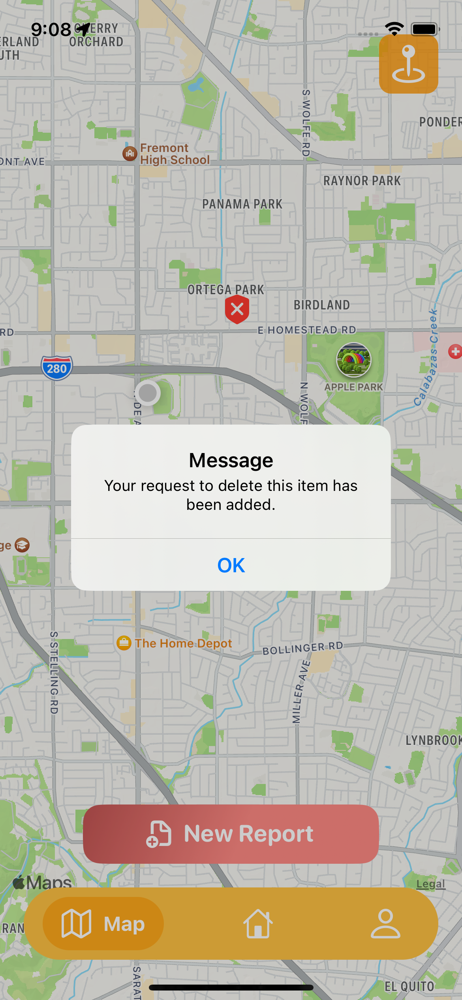 9:08
CHERRY
ORCHARD
ERLAND
UTH
S WOLFE RD
PONDER
Fremont
High School
ONT AVE
RAYNOR PARK
PANAMA PARK
ORTEGA PARK
BIRDLAND
RD
E HOMESTEAD RD
Calabazas Creek
280
APPLE PARK
N DE A
N WOLF
Message
Your request to delete this item has
been added.
OK
ge
The Home Depot
BOLLINGER RD
S STELLING RD
MILLER AVE
LYNBROOK
New Report
Maps
Legal
RAN
Map
SARAT
EL QUITO